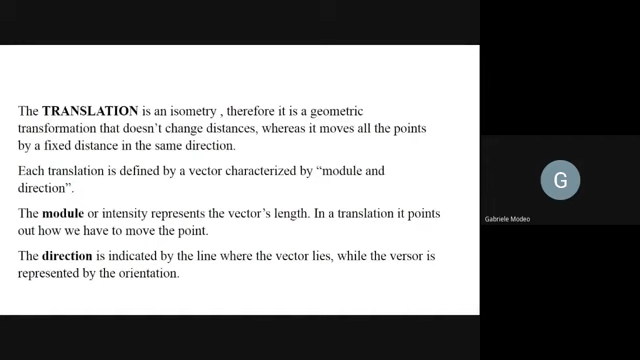 The TRANSLATION is an isometry , therefore it is a geometric
transformation that doesn't change distances, whereas it moves all the points
by a fixed distance in the same direction.
Each translation is defined by a vector characterized by “module and
direction”.
The module or intensity represents the vector's length. In a translation it points
out how we have to move the point.
The direction is indicated by the line where the vector lies, while the versor is
represented by the orientation.
G
Gabriele Modeo